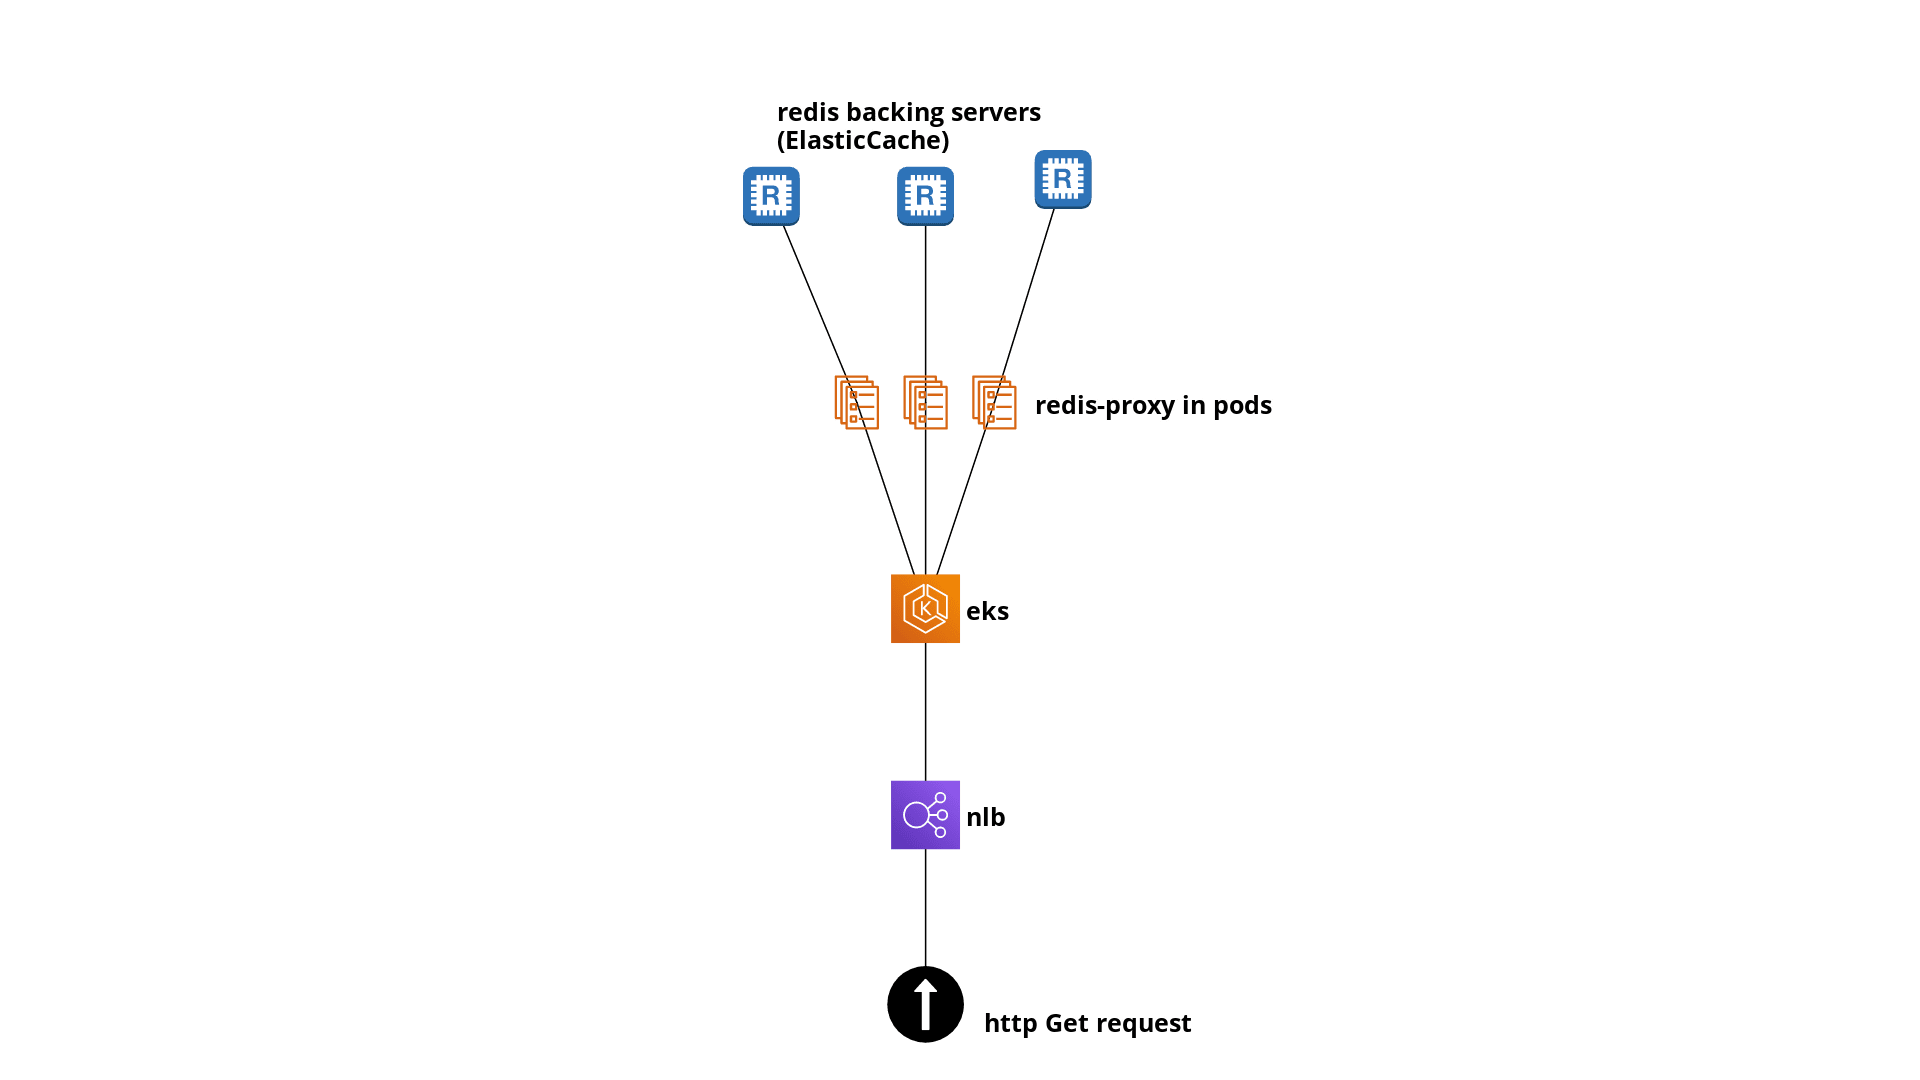 redis backing servers
(ElasticCache)
R
R
R
redis-proxy in pods
K
eks
nlb
http Get request